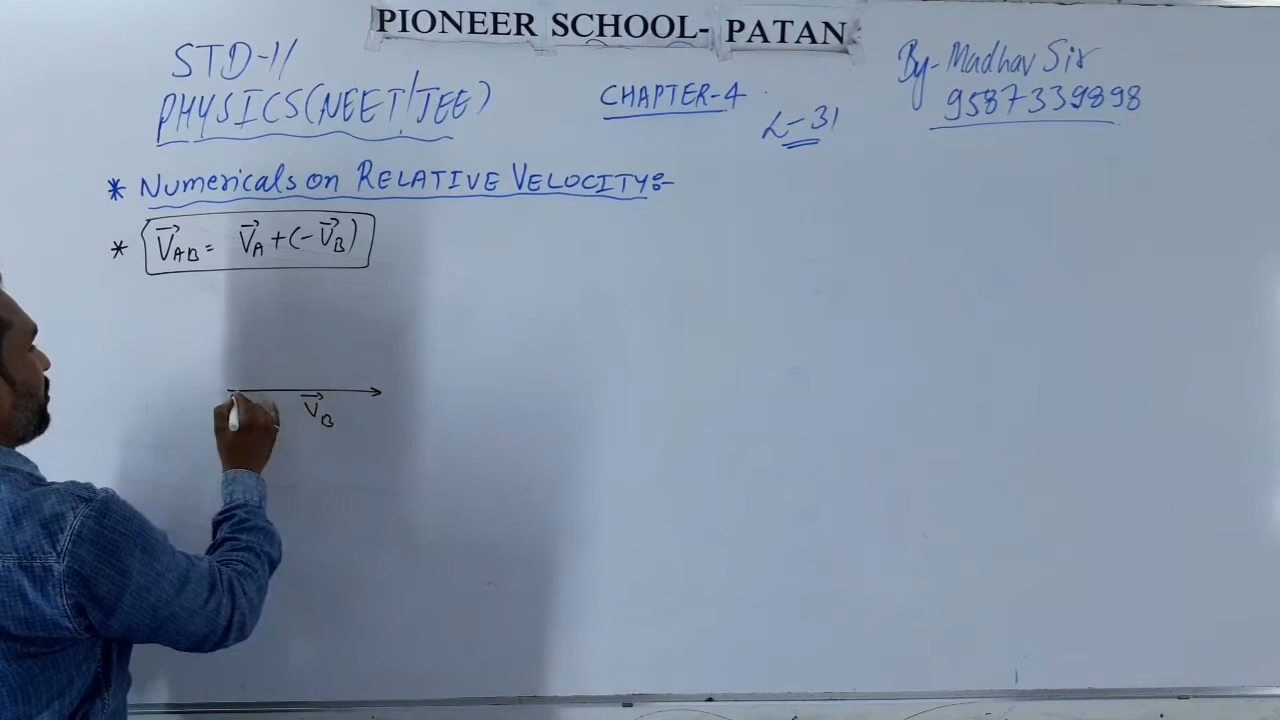 PIONEER SCHOOL- PATAN
STD-11
PHYSICS(NEET/JEE)
CHAPTER-4
L-31
By- Madhav Sir
9587339898
* Numericals on RELATIVE VELOCITY:-
* V⃗AB = V⃗A + (-V⃗B)
V⃗B